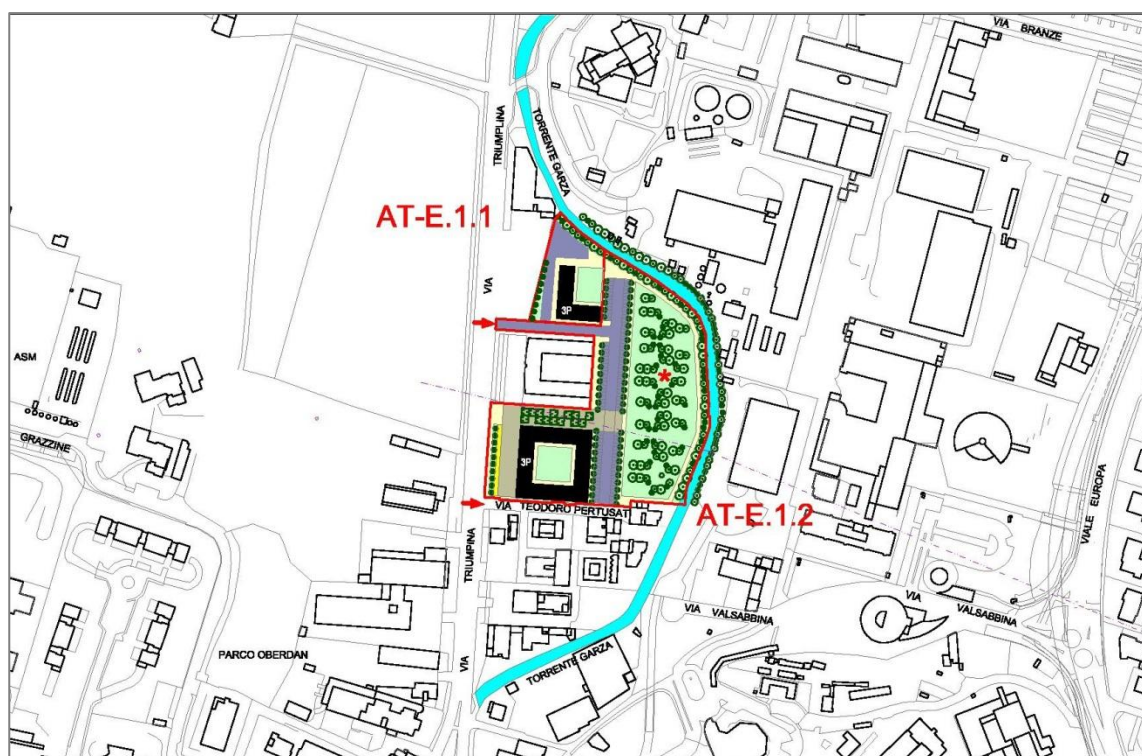 VIA BRANZE
TRIUMPLINA
TORRENTE GARZA
AT-E.1.1
VIA
3P
ASM
GRAZZINE
3P
VIA TEODORO PERTUSATI
AT-E.1.2
VIALE EUROPA
TRIUMPINA
VIA VALSABBINA
VIA VALSABBINA
PARCO OBERDAN
VIA
TORRENTE GARZA